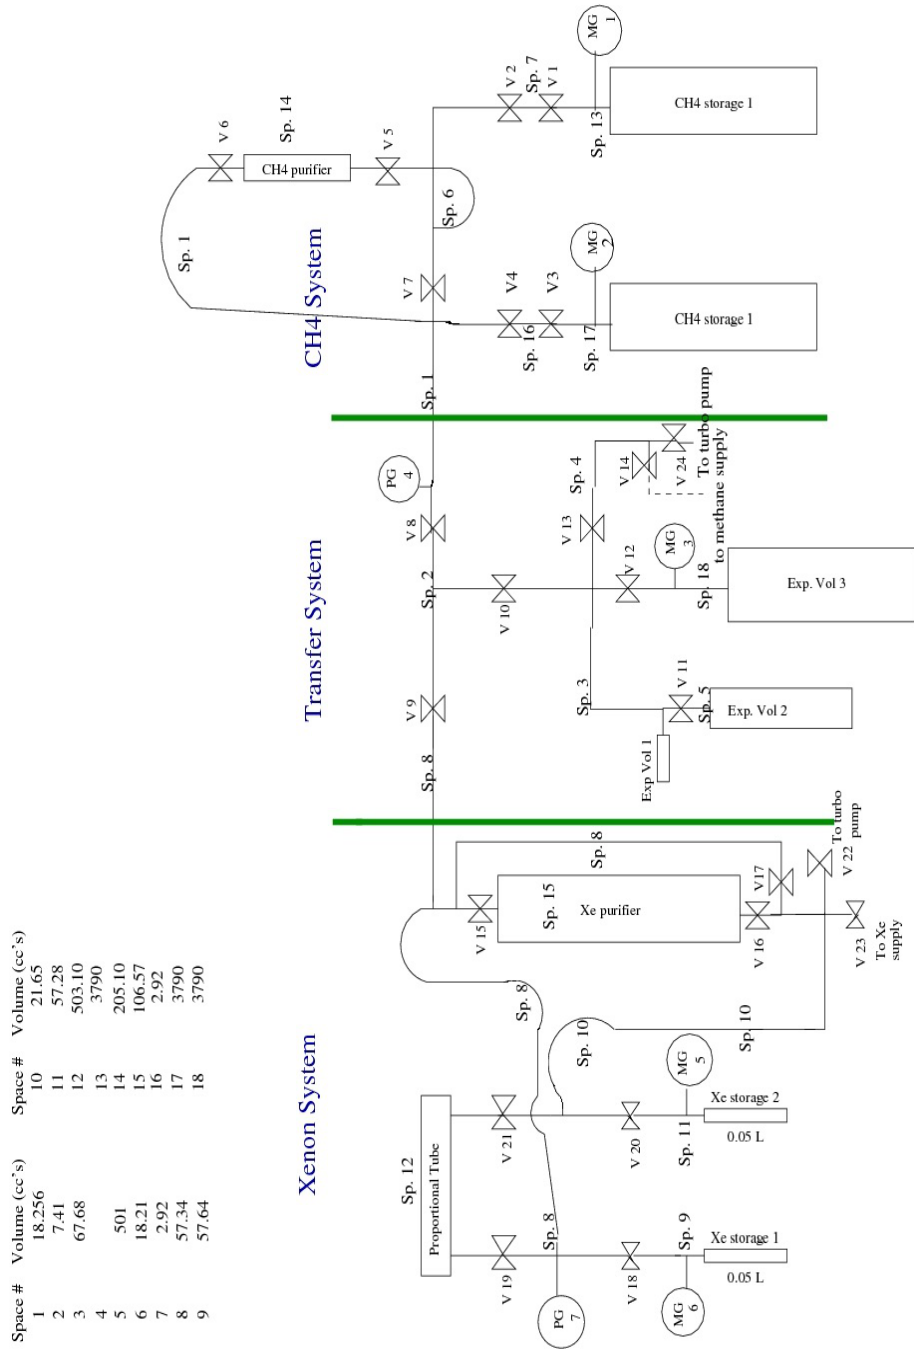 Space # Volume (cc's) Space # Volume (cc's)
1 18.256 10 21.65
2 7.41 11 57.28
3 67.68 12 503.10
4 13 3790
5 501 14 205.10
6 18.21 15 106.57
7 2.92 16 2.92
8 57.34 17 3790
9 57.64 18 3790
Xenon System
Transfer System
CH4 System
Sp. 12
Proportional Tube
V 19
V 21
PG
7
Sp. 8
V 18
V 20
MG
6
Sp. 9
Xe storage 1
0.05 L
Sp. 11
MG
5
Xe storage 2
0.05 L
Sp. 10
Sp. 10
Sp. 8
V 15
Sp. 15
Xe purifier
V 16
V17
Sp. 8
V 23
To Xe
supply
V 22
To turbo
pump
Sp. 8
V 9
Sp. 2
V 8
PG
4
V 10
Sp. 3
Exp Vol 1
V 11
Sp. 5
Exp. Vol 2
V 12
MG
3
Sp. 18
Exp. Vol 3
V 13
Sp. 4
V 14
V 24
To turbo pump
to methane supply
Sp. 1
V 7
Sp. 1
V 6
Sp. 14
CH4 purifier
V 5
Sp. 6
V4
V3
Sp. 16
Sp. 17
MG
2
CH4 storage 1
V 2
Sp. 7
V 1
Sp. 13
MG
1
CH4 storage 1